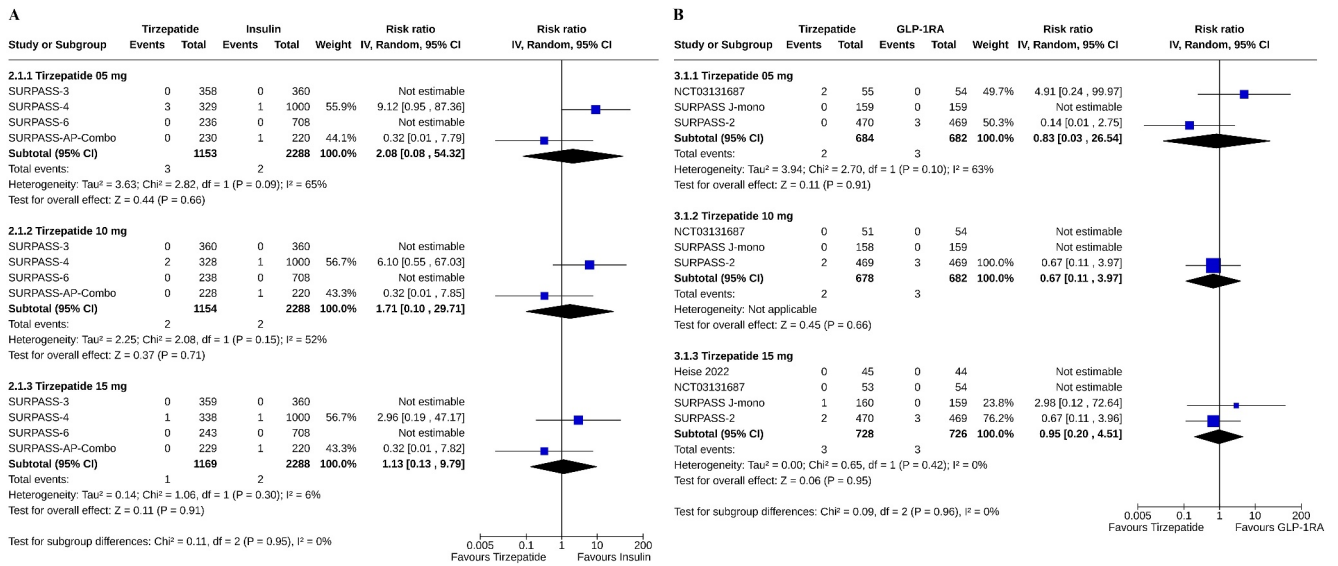 A
Tirzepatide Insulin Risk ratio Risk ratio
Study or Subgroup Events Total Events Total Weight IV, Random, 95% CI IV, Random, 95% CI
2.1.1 Tirzepatide 05 mg
SURPASS-3 0 358 0 360 Not estimable
SURPASS-4 3 329 1 1000 55.9% 9.12 [0.95 , 87.36]
SURPASS-6 0 236 0 708 Not estimable
SURPASS-AP-Combo 0 230 1 220 44.1% 0.32 [0.01 , 7.79]
Subtotal (95% CI) 1153 2288 100.0% 2.08 [0.08 , 54.32]
Total events: 3 2
Heterogeneity: Tau² = 3.63; Chi² = 2.82, df = 1 (P = 0.09); I² = 65%
Test for overall effect: Z = 0.44 (P = 0.66)
2.1.2 Tirzepatide 10 mg
SURPASS-3 0 360 0 360 Not estimable
SURPASS-4 2 328 1 1000 56.7% 6.10 [0.55 , 67.03]
SURPASS-6 0 238 0 708 Not estimable
SURPASS-AP-Combo 0 228 1 220 43.3% 0.32 [0.01 , 7.85]
Subtotal (95% CI) 1154 2288 100.0% 1.71 [0.10 , 29.71]
Total events: 2 2
Heterogeneity: Tau² = 2.25; Chi² = 2.08, df = 1 (P = 0.15); I² = 52%
Test for overall effect: Z = 0.37 (P = 0.71)
2.1.3 Tirzepatide 15 mg
SURPASS-3 0 359 0 360 Not estimable
SURPASS-4 1 338 1 1000 56.7% 2.96 [0.19 , 47.17]
SURPASS-6 0 243 0 708 Not estimable
SURPASS-AP-Combo 0 229 1 220 43.3% 0.32 [0.01 , 7.82]
Subtotal (95% CI) 1169 2288 100.0% 1.13 [0.13 , 9.79]
Total events: 1 2
Heterogeneity: Tau² = 0.14; Chi² = 1.06, df = 1 (P = 0.30); I² = 6%
Test for overall effect: Z = 0.11 (P = 0.91)
Test for subgroup differences: Chi² = 0.11, df = 2 (P = 0.95), I² = 0%
0.005 0.1 1 10 200
Favours Tirzepatide Favours Insulin
B
Tirzepatide GLP-1RA Risk ratio Risk ratio
Study or Subgroup Events Total Events Total Weight IV, Random, 95% CI IV, Random, 95% CI
3.1.1 Tirzepatide 05 mg
NCT03131687 2 55 0 54 49.7% 4.91 [0.24 , 99.97]
SURPASS J-mono 0 159 0 159 Not estimable
SURPASS-2 0 470 3 469 50.3% 0.14 [0.01 , 2.75]
Subtotal (95% CI) 684 682 100.0% 0.83 [0.03 , 26.54]
Total events: 2 3
Heterogeneity: Tau² = 3.94; Chi² = 2.70, df = 1 (P = 0.10); I² = 63%
Test for overall effect: Z = 0.11 (P = 0.91)
3.1.2 Tirzepatide 10 mg
NCT03131687 0 51 0 54 Not estimable
SURPASS J-mono 0 158 0 159 Not estimable
SURPASS-2 2 469 3 469 100.0% 0.67 [0.11 , 3.97]
Subtotal (95% CI) 678 682 100.0% 0.67 [0.11 , 3.97]
Total events: 2 3
Heterogeneity: Not applicable
Test for overall effect: Z = 0.45 (P = 0.66)
3.1.3 Tirzepatide 15 mg
Heise 2022 0 45 0 44 Not estimable
NCT03131687 0 53 0 54 Not estimable
SURPASS J-mono 1 160 0 159 23.8% 2.98 [0.12 , 72.64]
SURPASS-2 2 470 3 469 76.2% 0.67 [0.11 , 3.96]
Subtotal (95% CI) 728 726 100.0% 0.95 [0.20 , 4.51]
Total events: 3 3
Heterogeneity: Tau² = 0.00; Chi² = 0.65, df = 1 (P = 0.42); I² = 0%
Test for overall effect: Z = 0.06 (P = 0.95)
Test for subgroup differences: Chi² = 0.09, df = 2 (P = 0.96), I² = 0%
0.005 0.1 1 10 200
Favours Tirzepatide Favours GLP-1RA